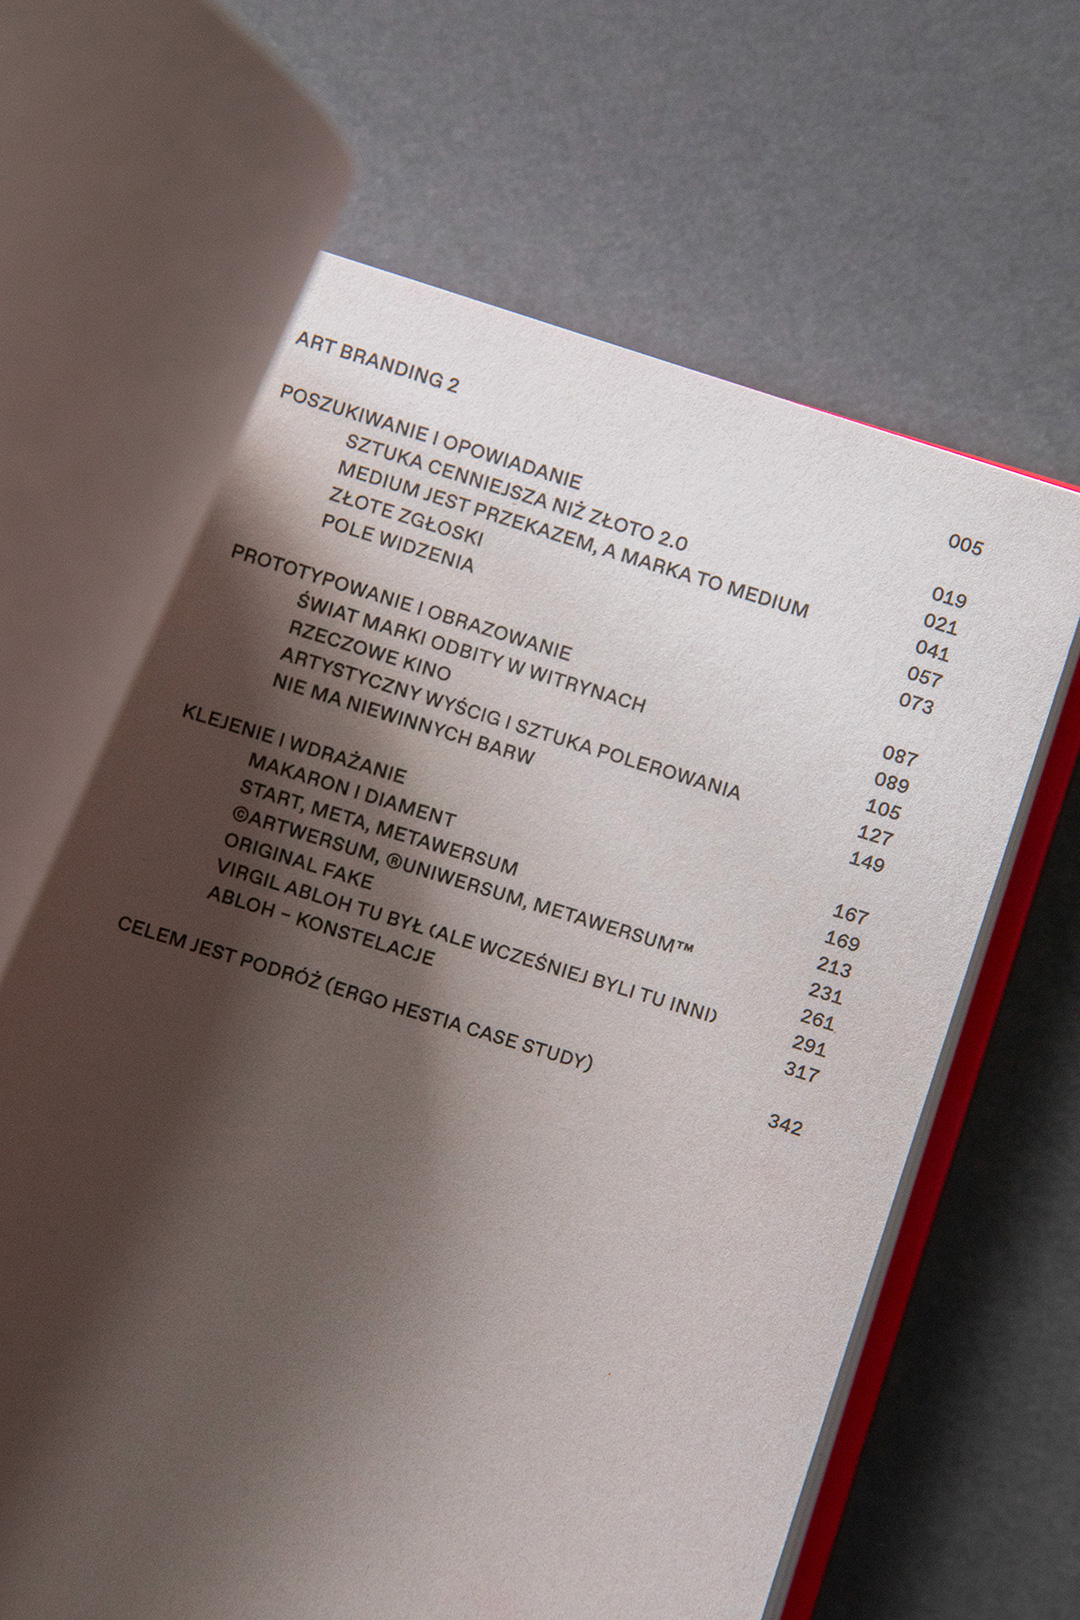 ART BRANDING 2 005
POSZUKIWANIE I OPOWIADANIE 019
SZTUKA CENNIEJSZA NIŻ ZŁOTO 2.0 021
MEDIUM JEST PRZEKAZEM, A MARKA TO MEDIUM 041
ZŁOTE ZGŁOSKI 057
POLE WIDZENIA 073
PROTOTYPOWANIE I OBRAZOWANIE 087
ŚWIAT MARKI ODBITY W WITRYNACH 089
RZECZOWE KINO 105
ARTYSTYCZNY WYŚCIG I SZTUKA POLEROWANIA 127
NIE MA NIEWINNYCH BARW 149
KLEJENIE I WDRAŻANIE 167
MAKARON I DIAMENT 169
START, META, METAWERSUM 213
©ARTWERSUM, ®UNIWERSUM, METAWERSUM™ 231
ORIGINAL FAKE 261
VIRGIL ABLOH TU BYŁ (ALE WCZEŚNIEJ BYLI TU INNI) 291
ABLOH – KONSTELACJE 317
CELEM JEST PODRÓŻ (ERGO HESTIA CASE STUDY) 342